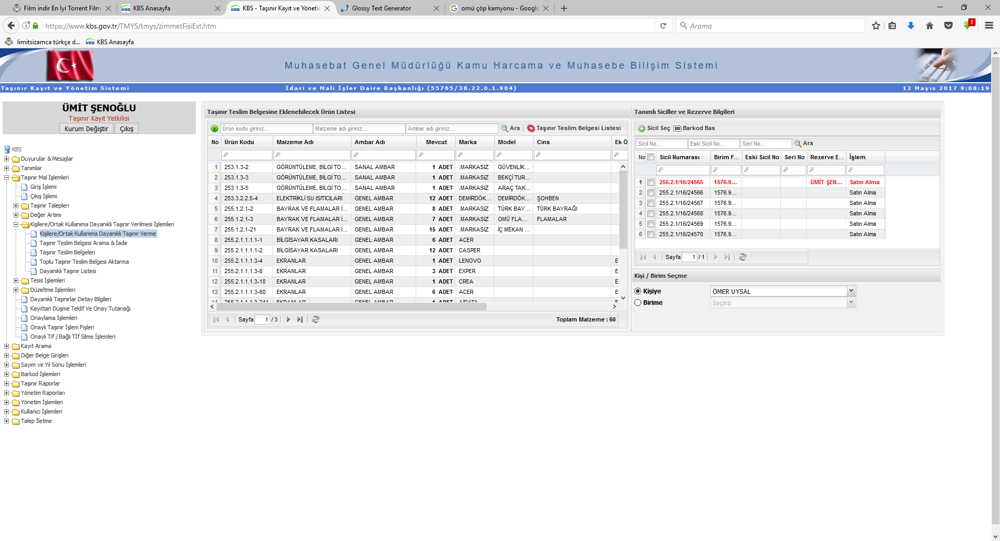 Film indir En İyi Torrent Film
KBS Anasayfa
KBS - Taşınır Kayıt ve Yönetin
Glossy Text Generator
omü çöp kamyonu - Google
https://www.kbs.gov.tr/TMYS/tmys/zimmetFisiExt.htm
Arama
limitsizamca türkçe d...
KBS Anasayfa
Muhasebat Genel Müdürlüğü Kamu Harcama ve Muhasebe Bilişim Sistemi
Taşınır Kayıt ve Yönetim Sistemi
İdari ve Mali İşler Daire Başkanlığı (55765/38.22.0.1.904)
12 Mayıs 2017 9:08:19
ÜMİT ŞENOĞLU
Taşınır Kayıt Yetkilisi
Kurum Değiştir
Çıkış
KBS
Duyurular & Mesajlar
Tanımlar
Taşınır Mal İşlemleri
Giriş İşlemi
Çıkış İşlemi
Taşınır Talepleri
Değer Artımı
Kişilere/Ortak Kullanıma Dayanıklı Taşınır Verilmesi İşlemleri
Kişilere/Ortak Kullanıma Dayanıklı Taşınır Verme
Taşınır Teslim Belgesi Arama & İade
Taşınır Teslim Belgeleri
Toplu Taşınır Teslim Belgesi Aktarma
Dayanıklı Taşınır Listesi
Tesis İşlemleri
Düzeltme İşlemleri
Dayanıklı Taşınırlar Detay Bilgileri
Kayıttan Düşme Teklif Ve Onay Tutanağı
Onaylama İşlemleri
Onaylı Taşınır İşlem Fişleri
Onaylı Tif / Bağlı Tİf Silme İşlemleri
Kayıt Arama
Diğer Belge Girişleri
Sayım ve Yıl Sonu İşlemleri
Barkod İşlemleri
Taşınır Raporlar
Yönetim Raporları
Yönetim İşlemleri
Kullanıcı İşlemleri
Talep İletme
Taşınır Teslim Belgesine Eklenebilecek Ürün Listesi
Ürün kodu giriniz...
Malzeme adı giriniz....
Ambar adı giriniz....
Ara
Taşınır Teslim Belgesi Listesi
No Ürün Kodu Malzeme Adı Ambar Adı Mevcut Marka Model Cins Ek Ö
1 253.1.3-2 GÖRÜNTÜLEME, BİLGİ TO... SANAL AMBAR 1 ADET .MARKASIZ GÜVENLİK...
2 253.1.3-3 GÖRÜNTÜLEME, BİLGİ TO... SANAL AMBAR 1 ADET .MARKASIZ BEKÇİ TUR...
3 253.1.3-5 GÖRÜNTÜLEME, BİLGİ TO... SANAL AMBAR 1 ADET .MARKASIZ ARAÇ TAK...
4 253.3.2.2.5-4 ELEKTRİKLİ SU ISITICILARI GENEL AMBAR 12 ADET DEMİRDÖK... DEMİRDÖK... ŞOHBEN
5 255.1.2.1-2 BAYRAK VE FLAMALAR İ... GENEL AMBAR 8 ADET .MARKASIZ TÜRK BAY... TÜRK BAYRAĞI
6 255.1.2.1-3 BAYRAK VE FLAMALAR İ... GENEL AMBAR 7 ADET .MARKASIZ OMÜ FLA... FLAMALAR
7 255.1.2.1-21 BAYRAK VE FLAMALAR İ... GENEL AMBAR 15 ADET .MARKASIZ İÇ MEKAN ...
8 255.2.1.1.1.1-1 BİLGİSAYAR KASALARI GENEL AMBAR 6 ADET ACER
9 255.2.1.1.1.1-2 BİLGİSAYAR KASALARI GENEL AMBAR 12 ADET CASPER
10 255.2.1.1.1.3-4 EKRANLAR GENEL AMBAR 1 ADET LENOVO E
11 255.2.1.1.1.3-8 EKRANLAR GENEL AMBAR 3 ADET EXPER E
12 255.2.1.1.1.3-10 EKRANLAR GENEL AMBAR 1 ADET CREA E
13 255.2.1.1.1.3-60 EKRANLAR GENEL AMBAR 6 ADET ACER E
14 255.2.1.1.1.3-241 EKRANLAR GENEL AMBAR 1 ADET AİDATA
Sayfa 1 / 3
Toplam Malzeme : 60
Tanımlı Siciller ve Rezerve Bilgileri
Sicil Seç
Barkod Bas
Sicil No...
Eski Sicil No...
Seri No...
Ara
No Sicil Numarası Birim F... Eski Sicil No Seri No Rezerve E... İşlem
1 255.2.1/16/24565 1576.9... ÜMİT ŞEN... Satın Alma
2 255.2.1/16/24566 1576.9... Satın Alma
3 255.2.1/16/24567 1576.9... Satın Alma
4 255.2.1/16/24568 1576.9... Satın Alma
5 255.2.1/16/24569 1576.9... Satın Alma
6 255.2.1/16/24570 1576.9... Satın Alma
Sayfa 1 / 1
Kişi / Birim Seçme
Kişiye
ÖMER UYSAL
Birime
Seçiniz